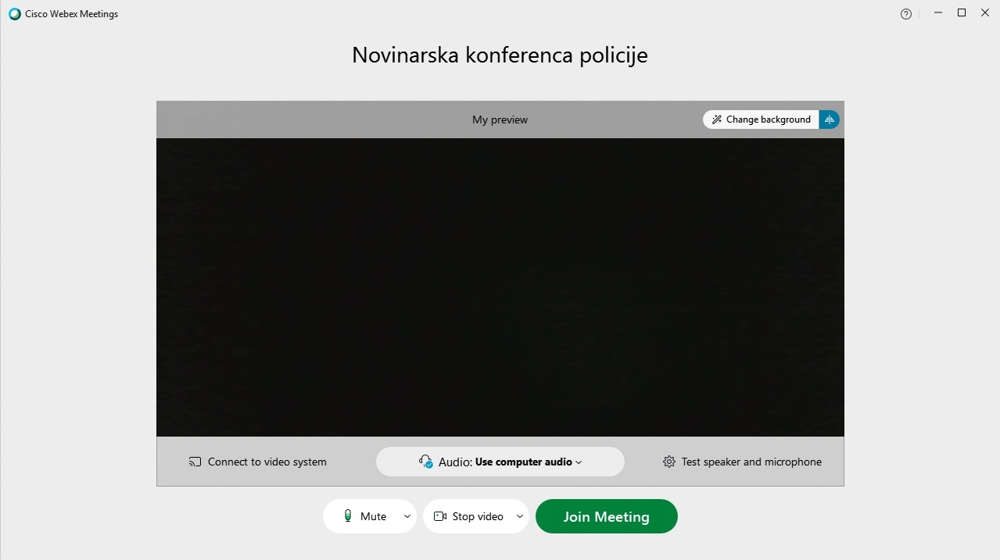 Cisco Webex Meetings
Novinarska konferenca policije
My preview
Change background
Connect to video system
Audio: Use computer audio
Test speaker and microphone
Mute
Stop video
Join Meeting